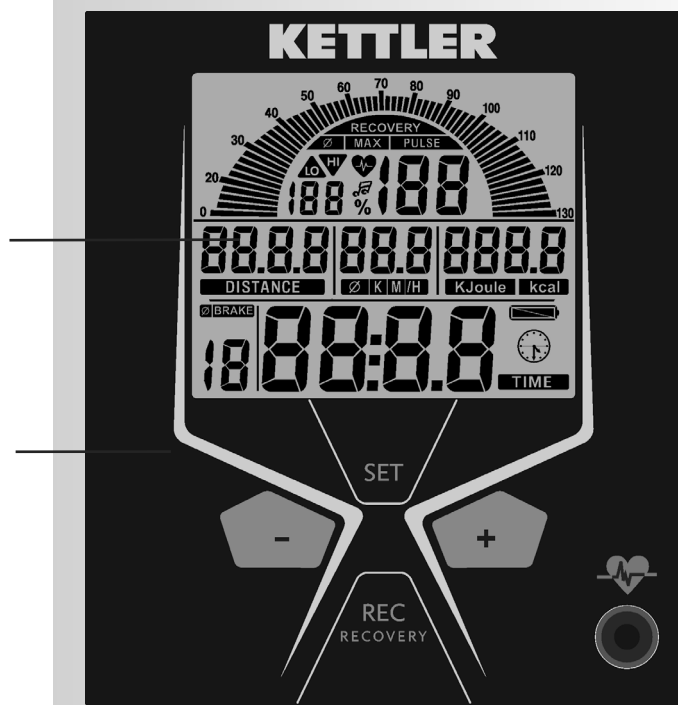 KETTLER
0 20 30 40 50 60 70 80 90 100 110 120 130
RECOVERY
Ø MAX PULSE
LO HI
188 % 188
88.8.8 88.8 888.8
DISTANCE Ø K M /H KJoule kcal
Ø BRAKE
18 88:8.8
TIME
SET
- +
REC
RECOVERY